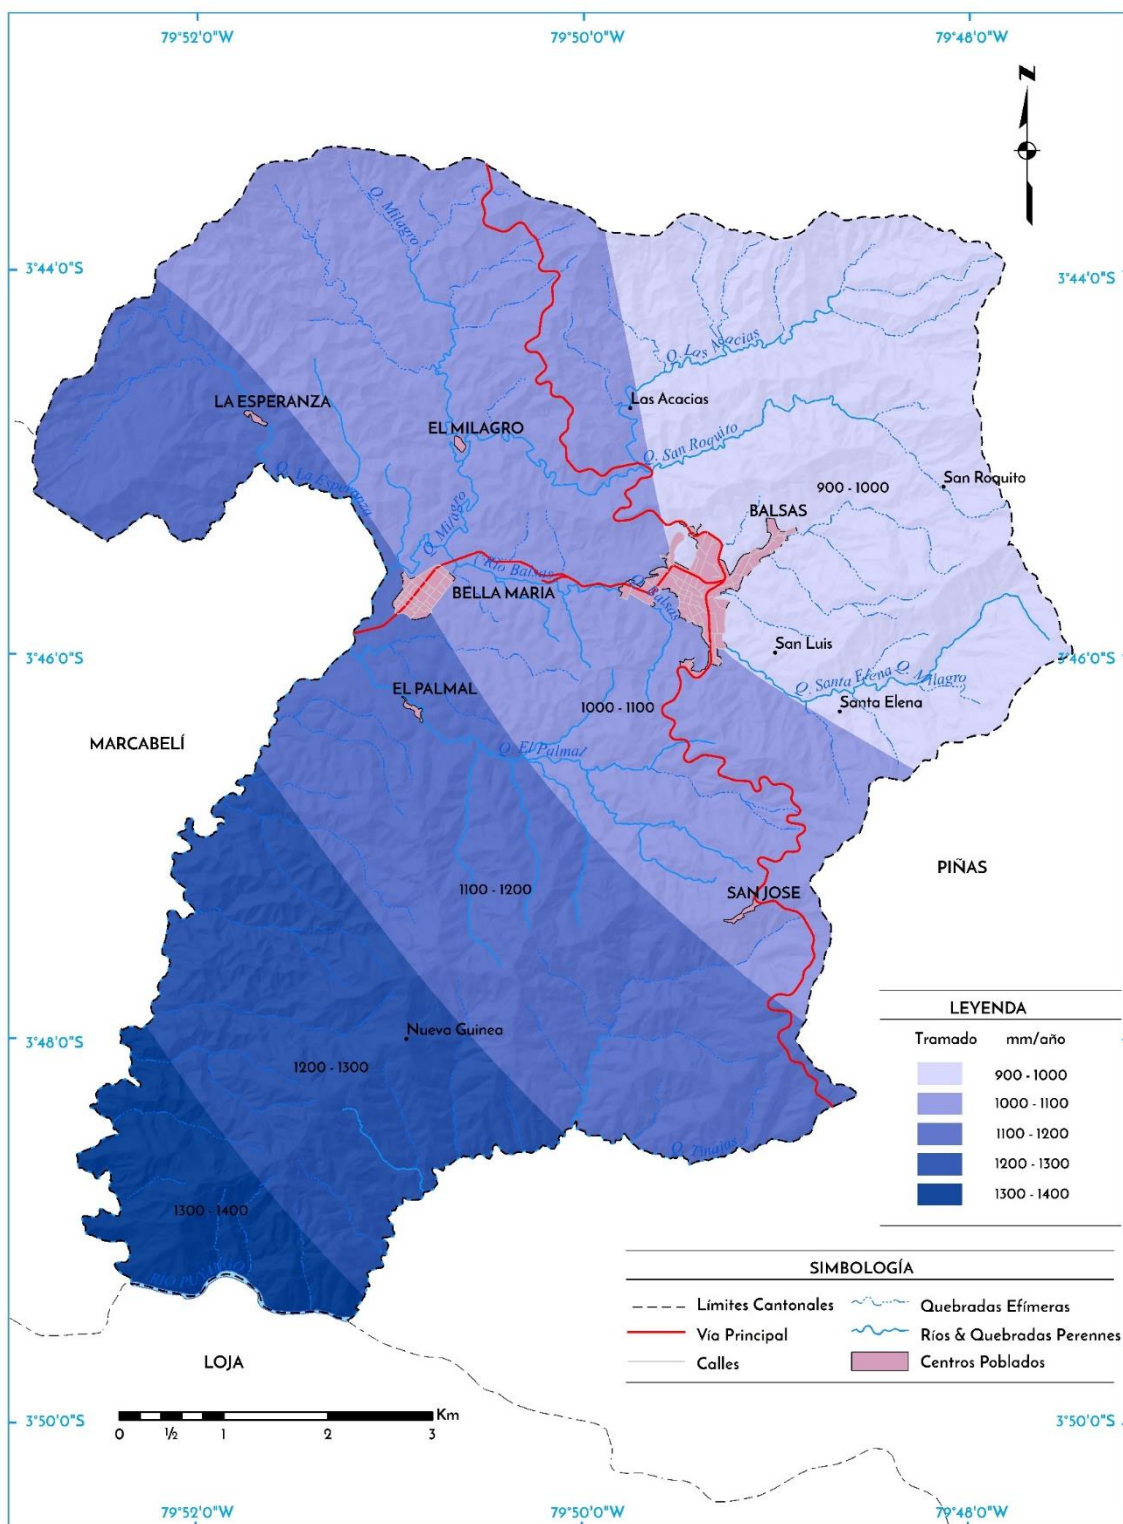 79°52'0"W
79°50'0"W
79°48'0"W
N
3°44'0"S
3°44'0"S
Q. Milagro
Q. Las Acacias
LA ESPERANZA
Las Acacias
EL MILAGRO
Q. San Roquito
Q. La Esperanza
San Roquito
900 - 1000
BALSAS
Q. Milagro
Río Balsas
BELLA MARIA
San Luis
3°46'0"S
3°46'0"S
Q. Santa Elena
Q. Milagro
EL PALMAL
Santa Elena
1000 - 1100
MARCABELÍ
Q. El Palmal
PIÑAS
1100 - 1200
SAN JOSE
Nueva Guinea
3°48'0"S
1200 - 1300
Q. Tinajas
1300 - 1400
RÍO PUYANGO
LOJA
LEYENDA
Tramado mm/año
900 - 1000
1000 - 1100
1100 - 1200
1200 - 1300
1300 - 1400
SIMBOLOGÍA
Límites Cantonales
Quebradas Efímeras
Vía Principal
Ríos & Quebradas Perennes
Calles
Centros Poblados
Km
0 ½ 1 2 3
3°50'0"S
3°50'0"S
79°52'0"W
79°50'0"W
79°48'0"W